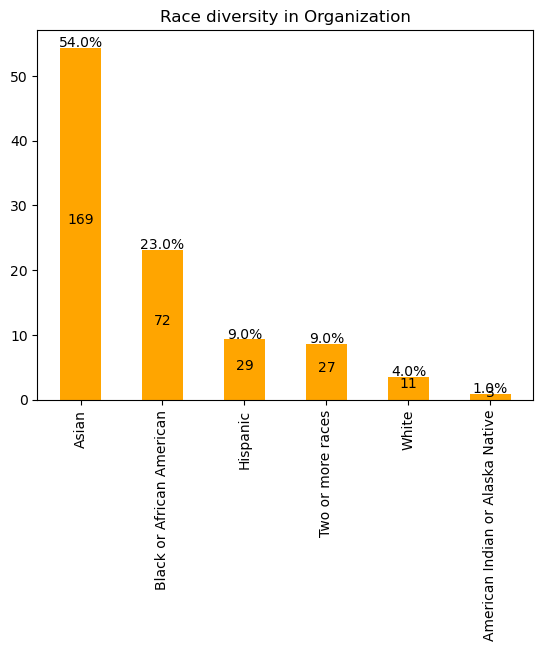 Race diversity in Organization
54.0%
50
40
30
169
23.0%
20
72
10
9.0%
9.0%
29
27
4.0%
11
1.0%
3
0
Asian
Black or African American
Hispanic
Two or more races
White
American Indian or Alaska Native